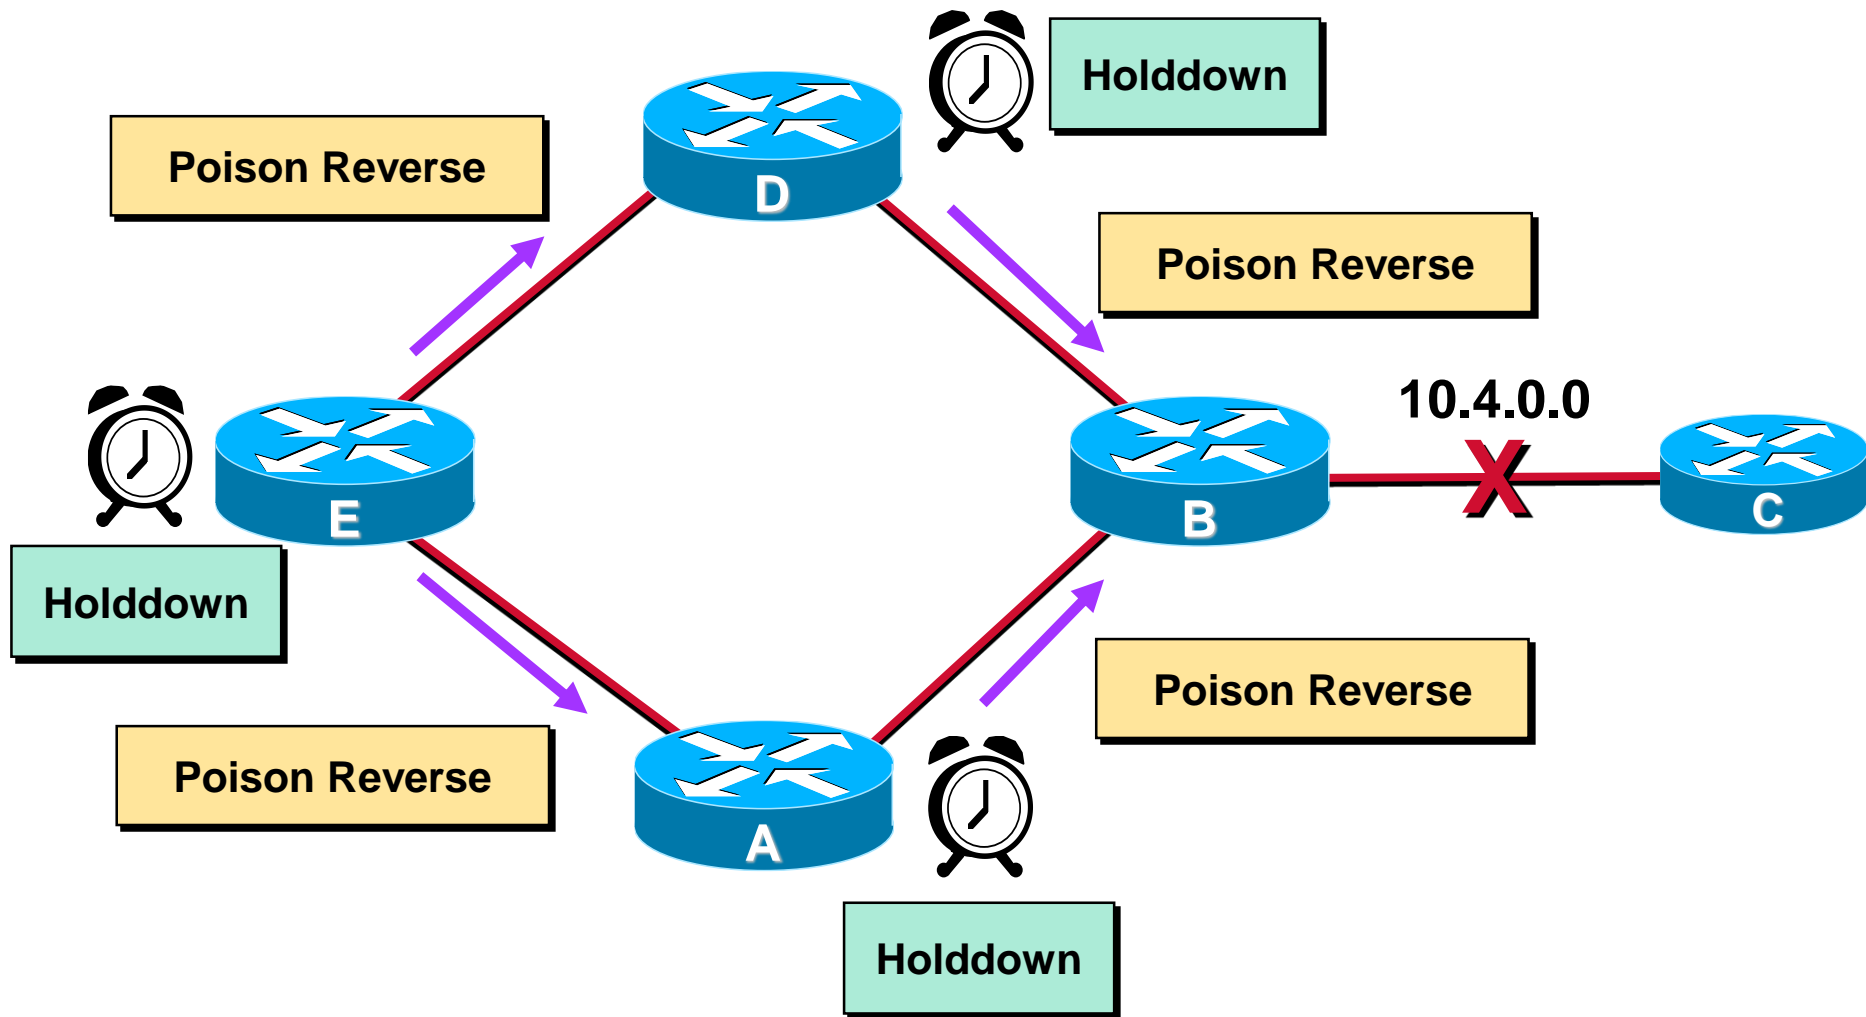 Holddown
Poison Reverse
D
Poison Reverse
10.4.0.0
X
E
B
C
Holddown
Poison Reverse
Poison Reverse
A
Holddown